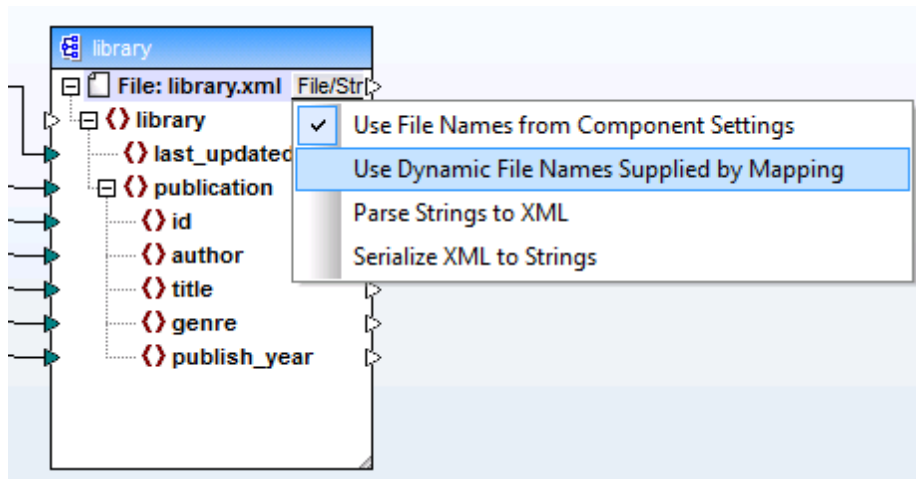 library
File: library.xml File/Str
library
Use File Names from Component Settings
last_updated
Use Dynamic File Names Supplied by Mapping
publication
Parse Strings to XML
id
author
Serialize XML to Strings
title
genre
publish_year